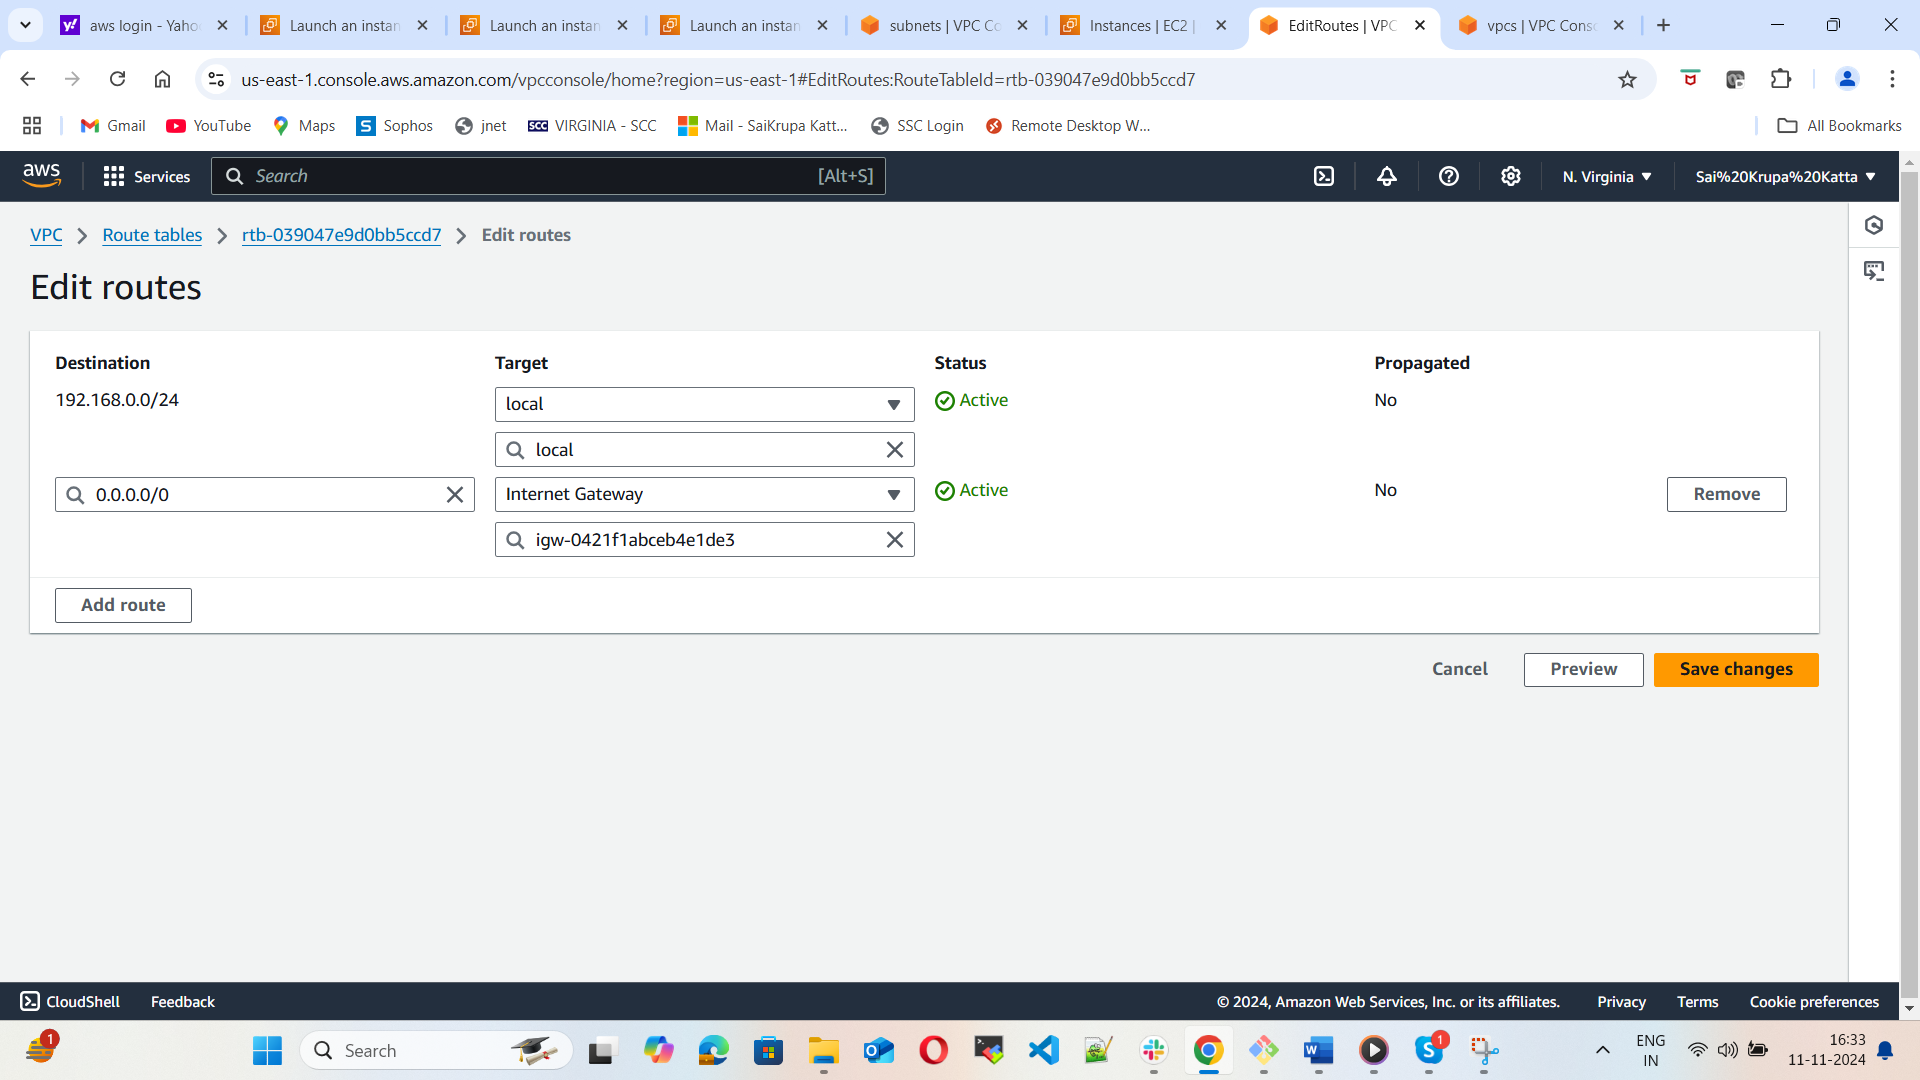 aws login - Yaho
Launch an instan
Launch an instan
Launch an instan
subnets | VPC Co
Instances | EC2 |
EditRoutes | VPC
vpcs | VPC Conso
us-east-1.console.aws.amazon.com/vpcconsole/home?region=us-east-1#EditRoutes:RouteTableId=rtb-039047e9d0bb5ccd7
Gmail
YouTube
Maps
Sophos
jnet
SCC VIRGINIA - SCC
Mail - SaiKrupa Katt...
SSC Login
Remote Desktop W...
All Bookmarks
aws
Services
Search
[Alt+S]
N. Virginia
Sai%20Krupa%20Katta
VPC
Route tables
rtb-039047e9d0bb5ccd7
Edit routes
Edit routes
Destination
Target
Status
Propagated
192.168.0.0/24
local
Active
No
local
0.0.0.0/0
Internet Gateway
Active
No
Remove
igw-0421f1abceb4e1de3
Add route
Cancel
Preview
Save changes
CloudShell
Feedback
© 2024, Amazon Web Services, Inc. or its affiliates.
Privacy
Terms
Cookie preferences
1
Search
1
ENG
IN
16:33
11-11-2024